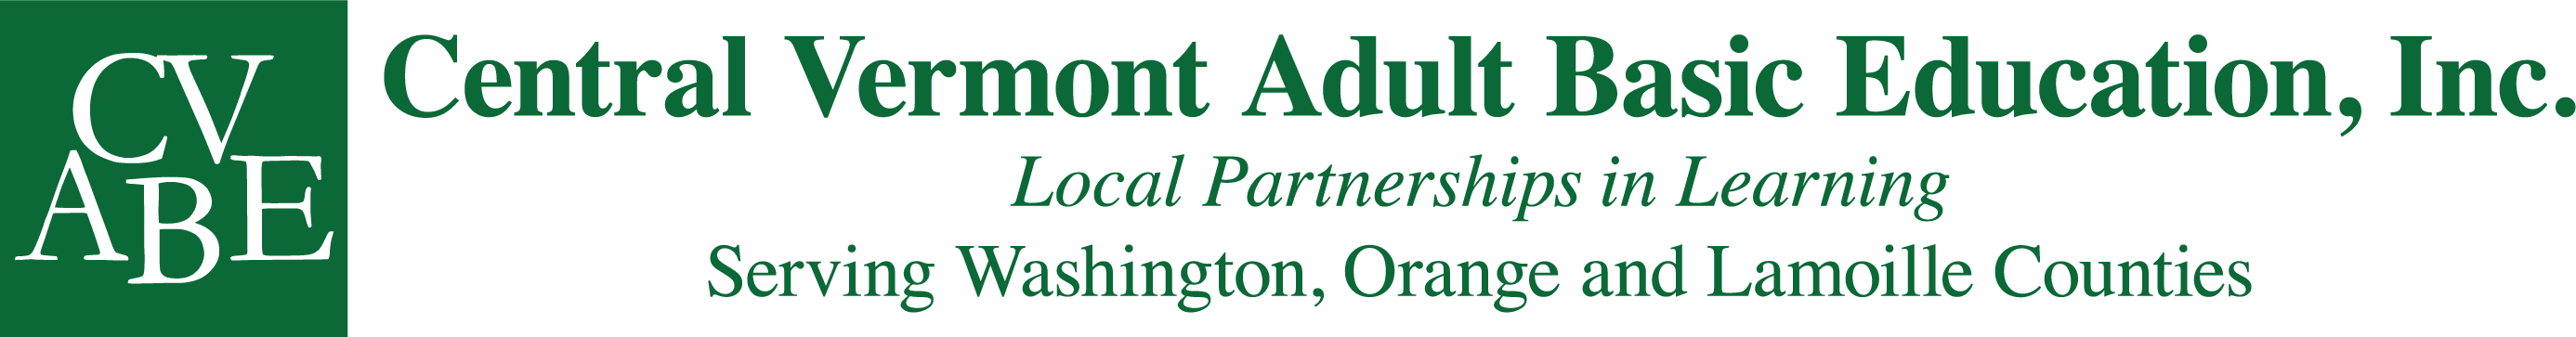 CV
ABE
Central Vermont Adult Basic Education, Inc.
Local Partnerships in Learning
Serving Washington, Orange and Lamoille Counties